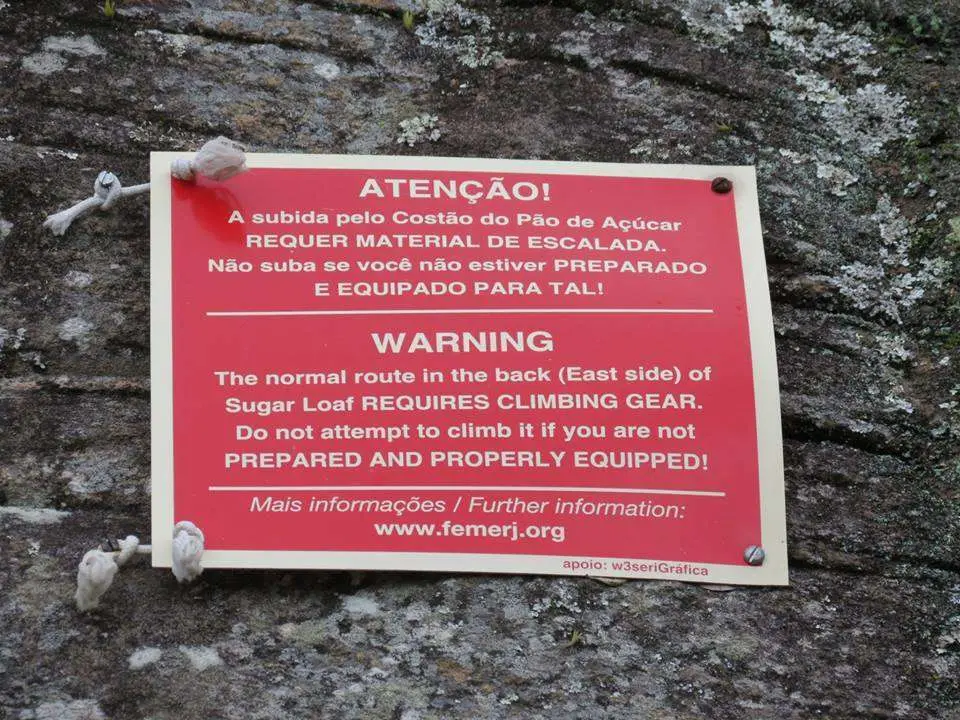 ATENÇÃO!
A subida pelo Costão do Pão de Açúcar
REQUER MATERIAL DE ESCALADA.
Não suba se você não estiver PREPARADO
E EQUIPADO PARA TAL!
WARNING
The normal route in the back (East side) of
Sugar Loaf REQUIRES CLIMBING GEAR.
Do not attempt to climb it if you are not
PREPARED AND PROPERLY EQUIPPED!
Mais informações / Further information:
www.femerj.org
apoio: w3seriGráfica